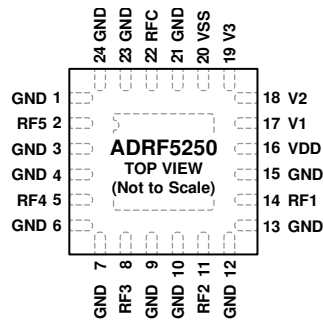 24 GND
23 GND
22 RFC
21 GND
20 VSS
19 V3
GND 1
RF5 2
GND 3
GND 4
RF4 5
GND 6
ADRF5250
TOP VIEW
(Not to Scale)
18 V2
17 V1
16 VDD
15 GND
14 RF1
13 GND
GND 7
RF3 8
GND 9
GND 10
RF2 11
GND 12